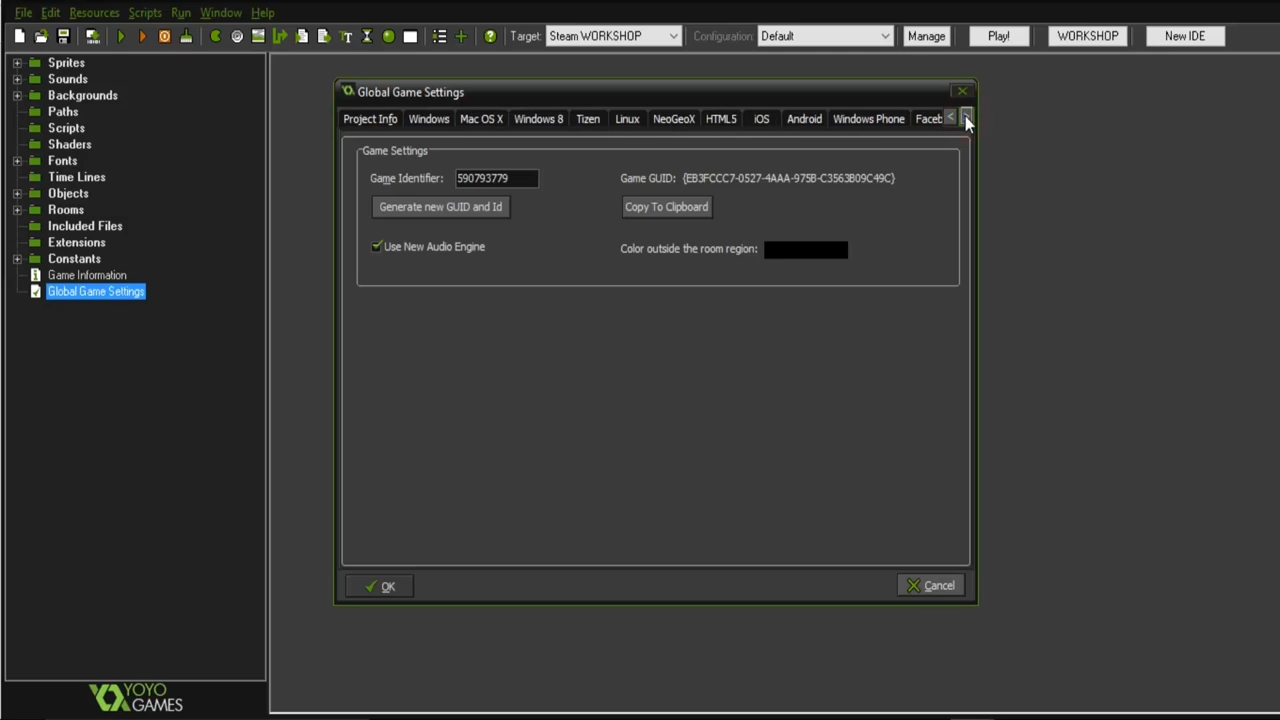 File Edit Resources Scripts Run Window Help
Target: Steam WORKSHOP Configuration: Default Manage Play! WORKSHOP New IDE
Sprites
Sounds
Backgrounds
Paths
Scripts
Shaders
Fonts
Time Lines
Objects
Rooms
Included Files
Extensions
Constants
Game Information
Global Game Settings
YOYO
GAMES
Global Game Settings
Project Info Windows Mac OS X Windows 8 Tizen Linux NeoGeoX HTML5 iOS Android Windows Phone Faceb
Game Settings
Game Identifier: 590793779 Game GUID: {EB3FCCC7-0527-4AAA-975B-C3563B09C49C}
Generate new GUID and Id Copy To Clipboard
Use New Audio Engine Color outside the room region:
OK Cancel